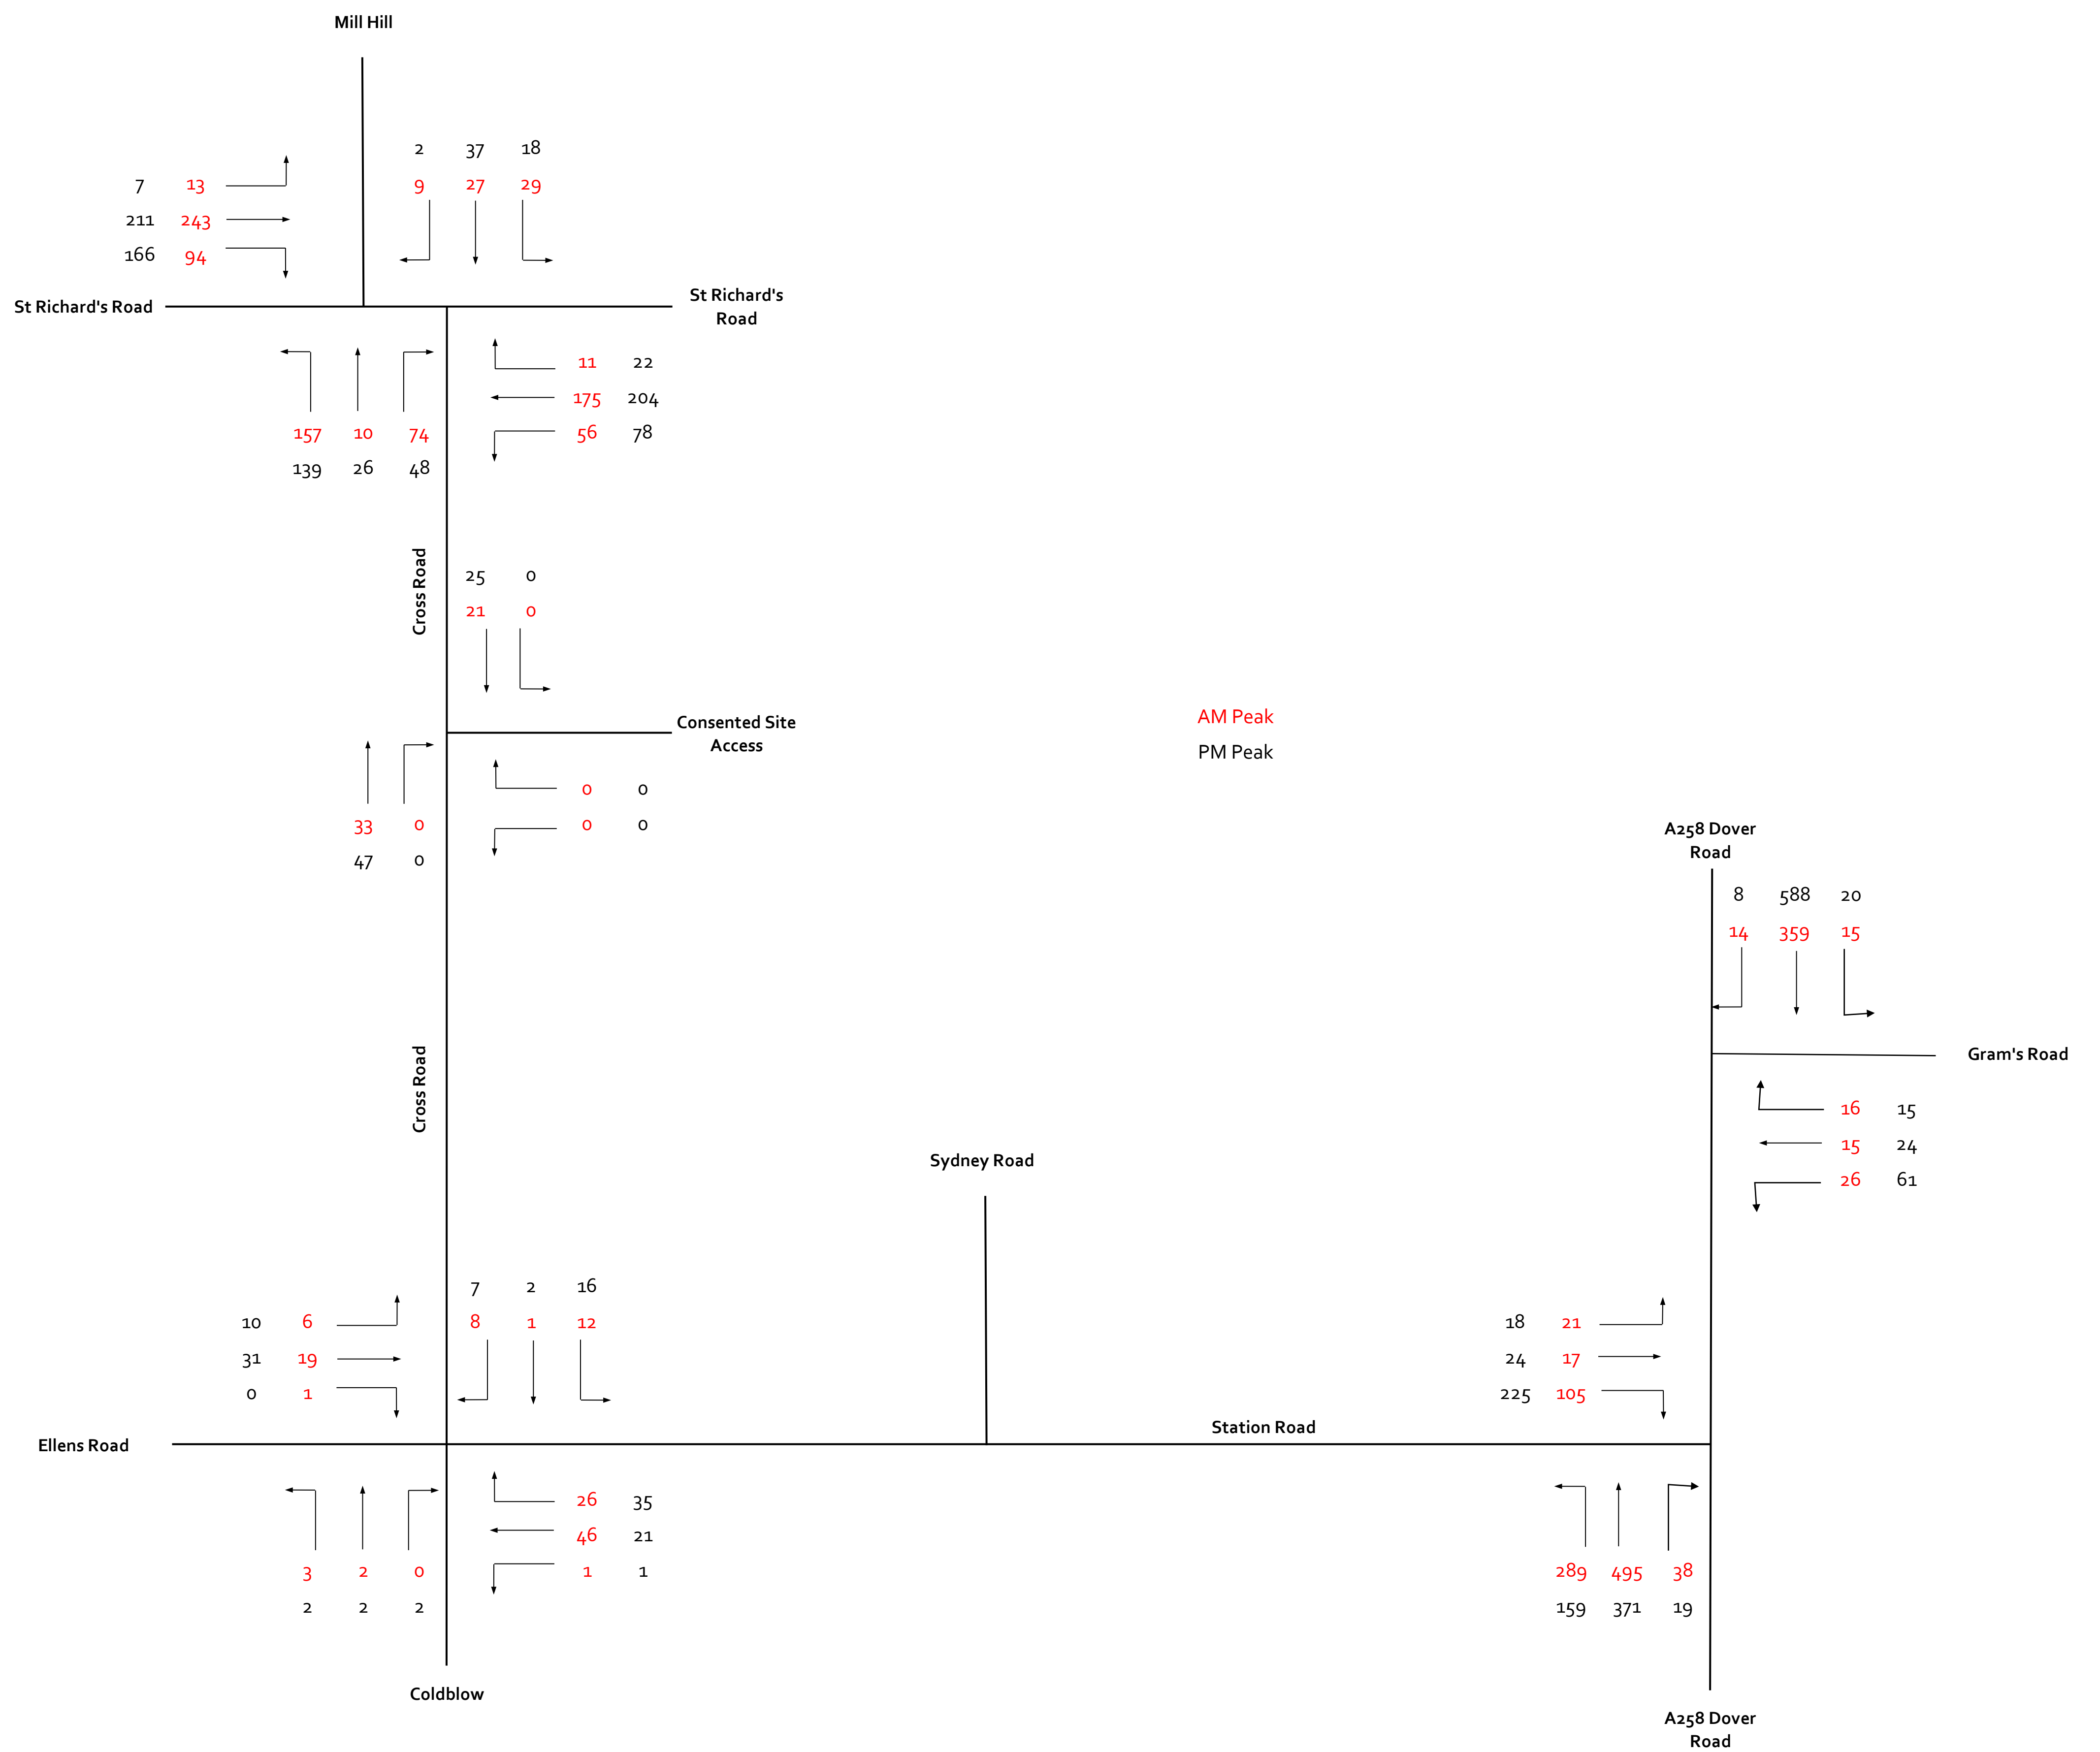 Mill Hill
2 37 18
7 13 9 27 29
211 243
166 94
St Richard's Road
St Richard's
Road
11 22
175 204
157 10 74 56 78
139 26 48
Cross Road
25 0
21 0
Consented Site
Access
AM Peak
PM Peak
0 0
33 0 0 0
47 0
A258 Dover
Road
8 588 20
14 359 15
Gram's Road
Cross Road
16 15
15 24
26 61
Sydney Road
7 2 16
10 6 8 1 12 18 21
31 19 24 17
0 1 225 105
Station Road
Ellens Road
26 35
46 21
3 2 0 1 1 289 495 38
2 2 2 159 371 19
Coldblow
A258 Dover
Road